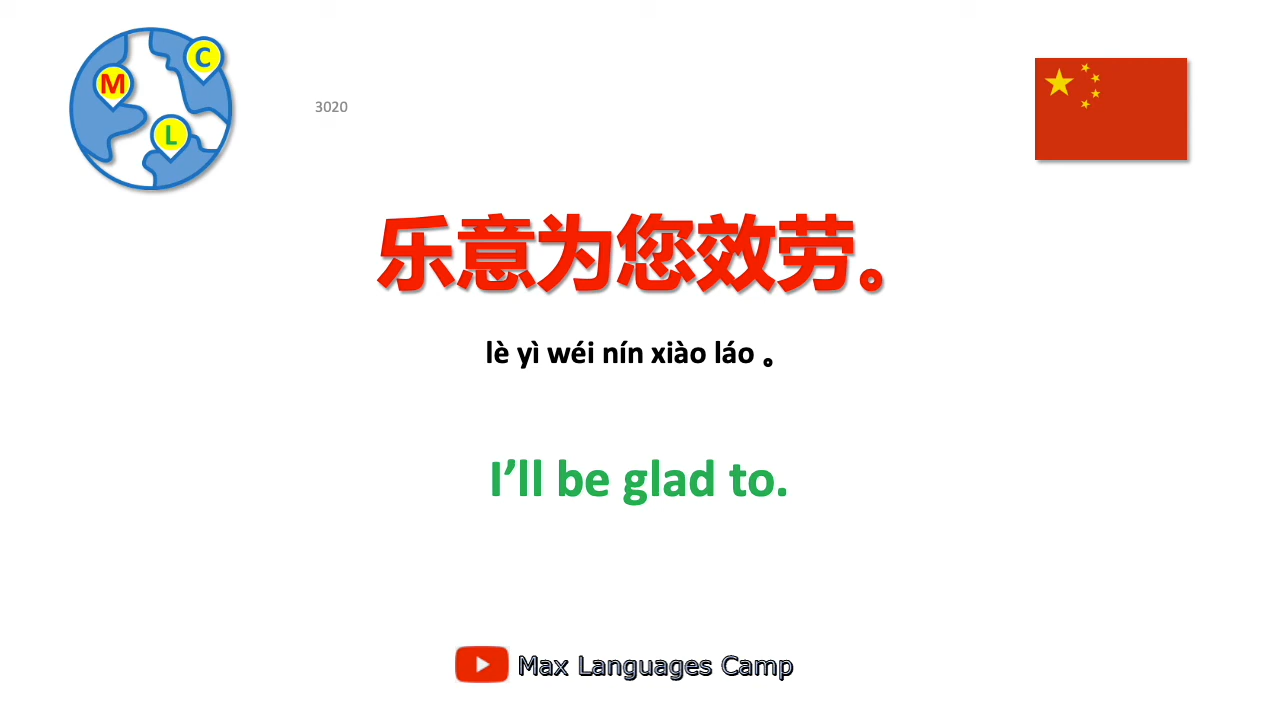 M
C
L
3020
乐意为您效劳。
lè yì wéi nín xiào láo 。
I’ll be glad to.
Max Languages Camp